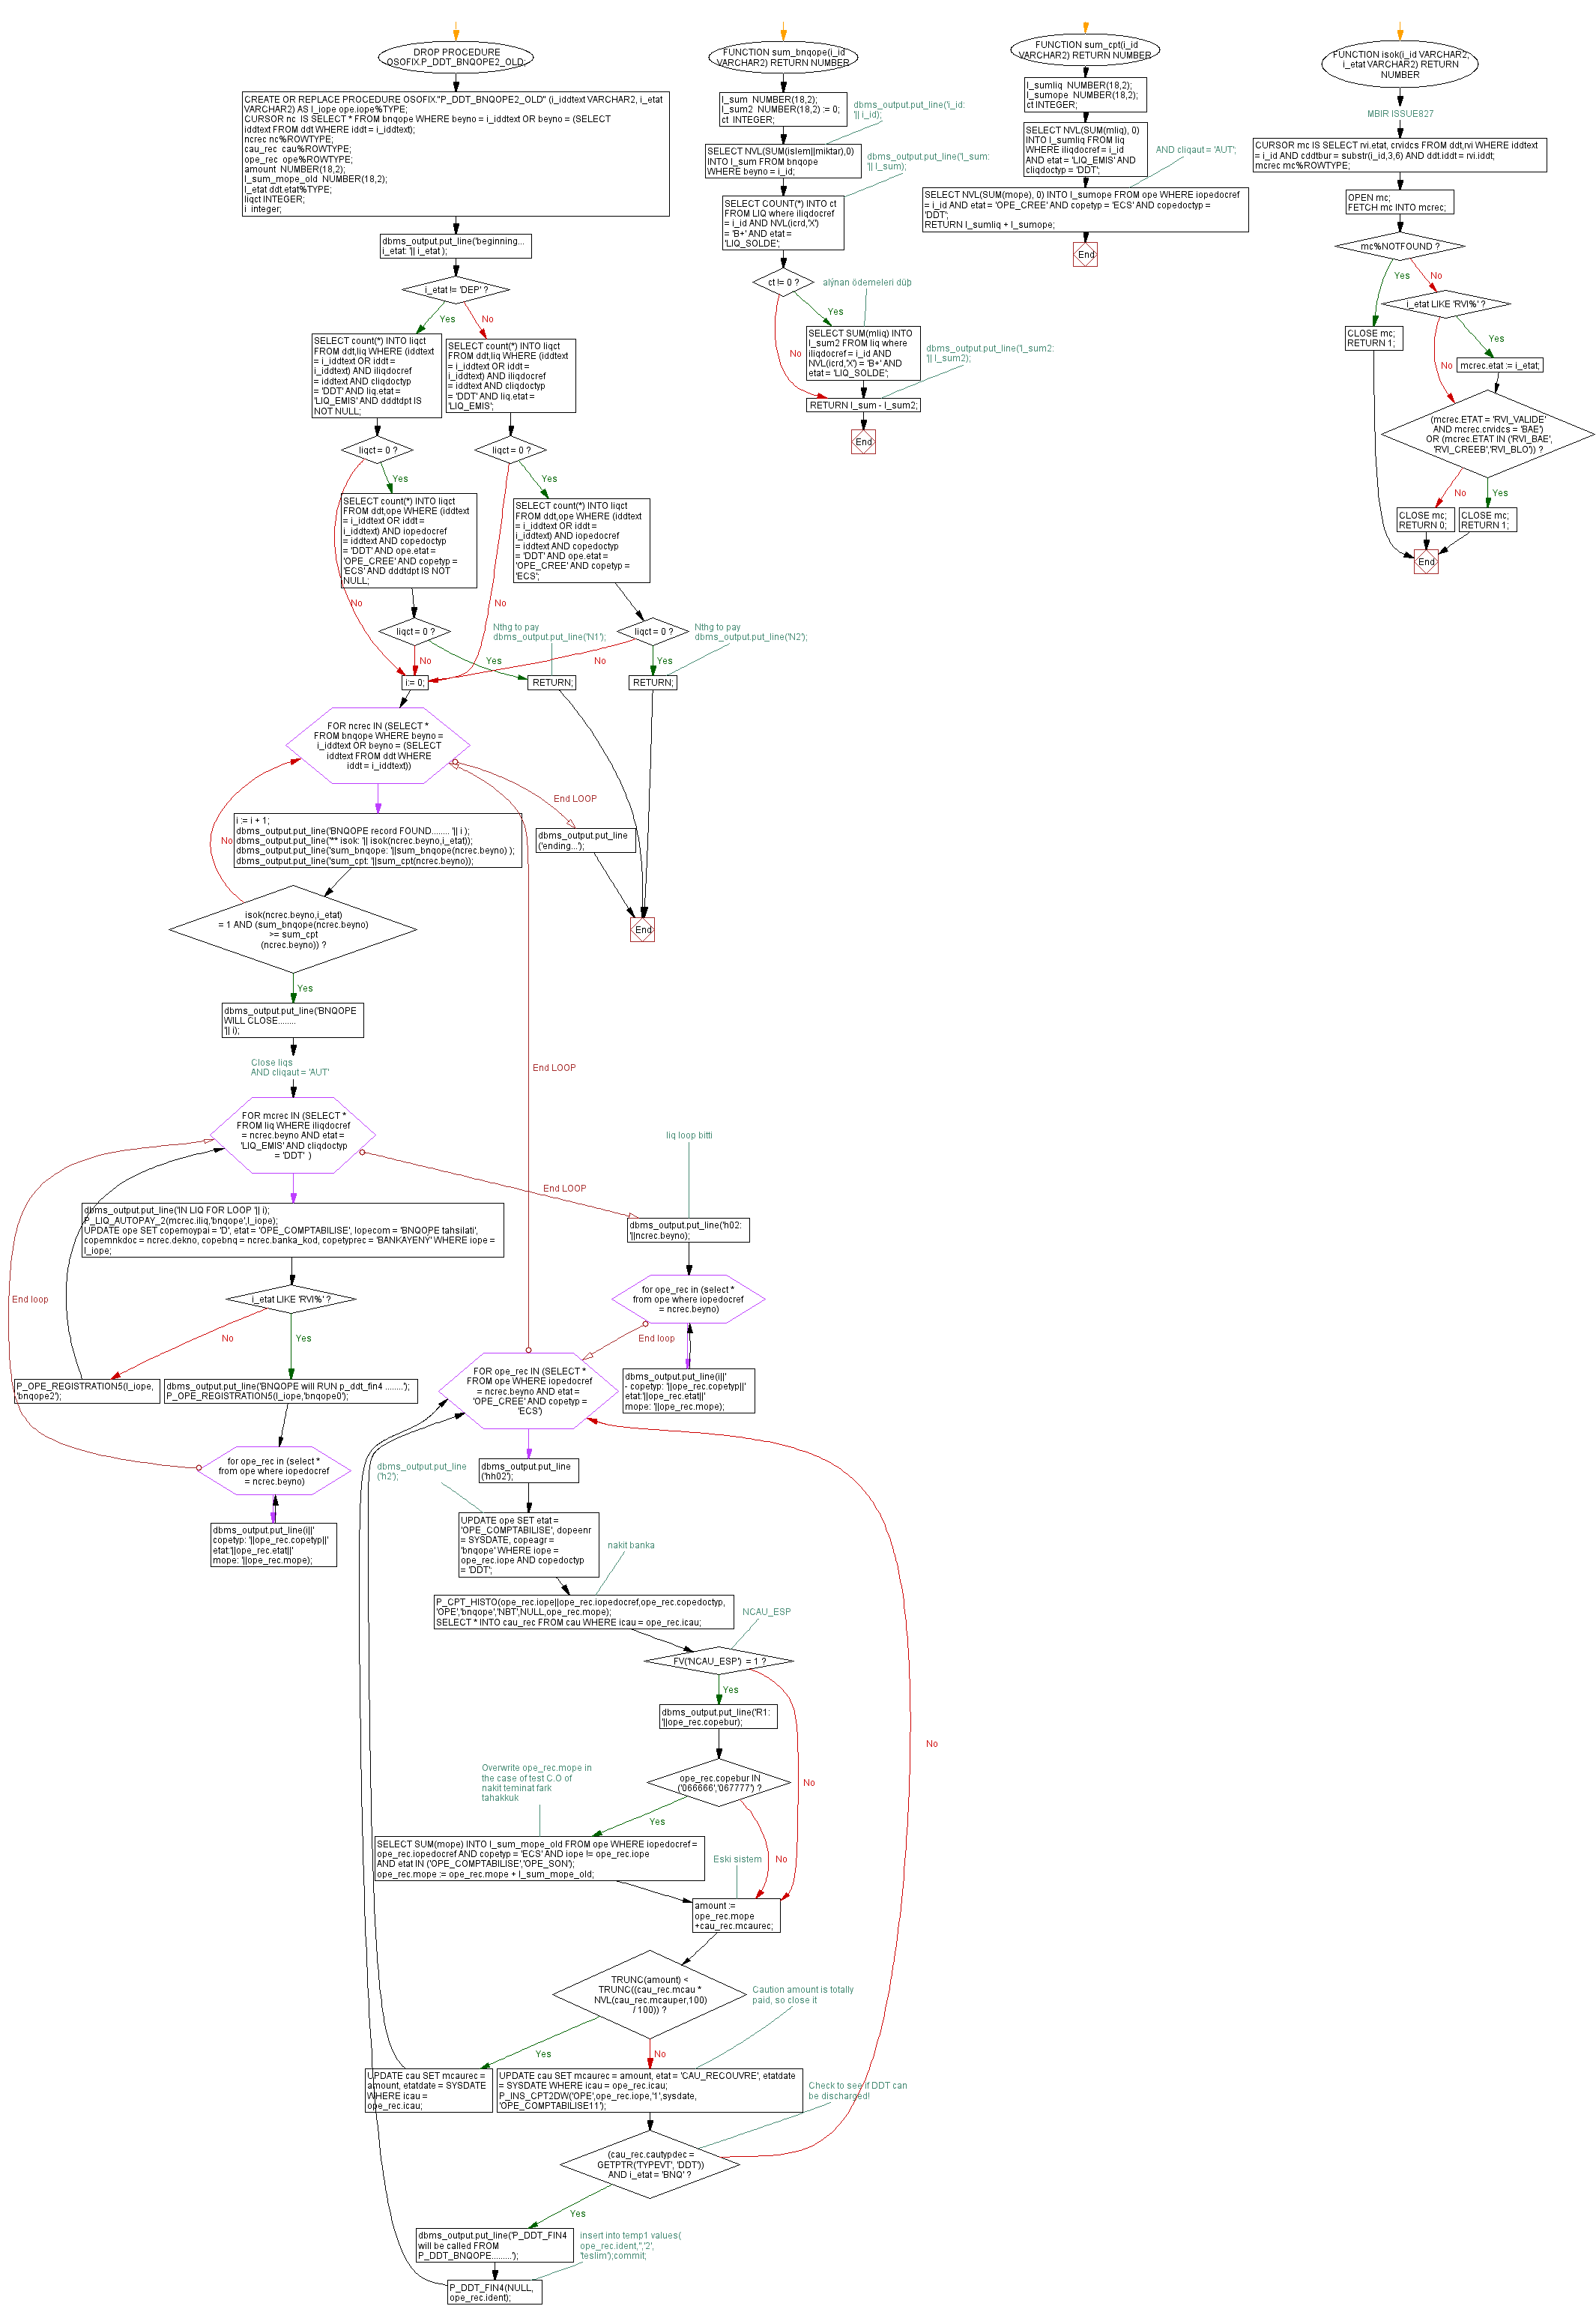 DROP PROCEDURE
OSOFIX.P_DDT_BNQOPE2_OLD;
CREATE OR REPLACE PROCEDURE OSOFIX."P_DDT_BNQOPE2_OLD" (i_iddtext VARCHAR2, i_etat
VARCHAR2) AS l_iope ope.iope%TYPE;
CURSOR nc  IS SELECT * FROM bnqope WHERE beyno = i_iddtext OR beyno = (SELECT
iddtext FROM ddt WHERE iddt = i_iddtext);
ncrec nc%ROWTYPE;
cau_rec  cau%ROWTYPE;
ope_rec  ope%ROWTYPE;
amount  NUMBER(18,2);
l_sum_mope_old  NUMBER(18,2);
l_etat ddt.etat%TYPE;
liqct INTEGER;
i  integer;
dbms_output.put_line('beginning...
i_etat: '|| i_etat );
i_etat != 'DEP' ?
Yes
No
SELECT count(*) INTO liqct
FROM ddt,liq WHERE (iddtext
= i_iddtext OR iddt =
i_iddtext) AND iliqdocref
= iddtext AND cliqdoctyp
= 'DDT' AND liq.etat =
'LIQ_EMIS' AND dddtdpt IS
NOT NULL;
SELECT count(*) INTO liqct
FROM ddt,liq WHERE (iddtext
= i_iddtext OR iddt =
i_iddtext) AND iliqdocref
= iddtext AND cliqdoctyp
= 'DDT' AND liq.etat =
'LIQ_EMIS';
liqct = 0 ?
liqct = 0 ?
Yes
Yes
SELECT count(*) INTO liqct
FROM ddt,ope WHERE (iddtext
= i_iddtext OR iddt =
i_iddtext) AND iopedocref
= iddtext AND copedoctyp
= 'DDT' AND ope.etat =
'OPE_CREE' AND copetyp =
'ECS' AND dddtdpt IS NOT
NULL;
SELECT count(*) INTO liqct
FROM ddt,ope WHERE (iddtext
= i_iddtext OR iddt =
i_iddtext) AND iopedocref
= iddtext AND copedoctyp
= 'DDT' AND ope.etat =
'OPE_CREE' AND copetyp =
'ECS';
No
No
liqct = 0 ?
Nthg to pay
dbms_output.put_line('N1');
liqct = 0 ?
Nthg to pay
dbms_output.put_line('N2');
No
Yes
No
Yes
i:= 0;
RETURN;
RETURN;
FOR ncrec IN (SELECT *
FROM bnqope WHERE beyno =
i_iddtext OR beyno = (SELECT
iddtext FROM ddt WHERE
iddt = i_iddtext))
End LOOP
i := i + 1;
dbms_output.put_line('BNQOPE record FOUND........ '|| i );
dbms_output.put_line('** isok: '|| isok(ncrec.beyno,i_etat));
dbms_output.put_line('sum_bnqope: '||sum_bnqope(ncrec.beyno) );
dbms_output.put_line('sum_cpt: '||sum_cpt(ncrec.beyno));
No
dbms_output.put_line
('ending...');
isok(ncrec.beyno,i_etat)
= 1 AND (sum_bnqope(ncrec.beyno)
>= sum_cpt
(ncrec.beyno)) ?
End
Yes
dbms_output.put_line('BNQOPE
WILL CLOSE........
'|| i);
Close liqs
AND cliqaut = 'AUT'
End LOOP
FOR mcrec IN (SELECT *
FROM liq WHERE iliqdocref
= ncrec.beyno AND etat =
'LIQ_EMIS' AND cliqdoctyp
= 'DDT'  )
liq loop bitti
End LOOP
dbms_output.put_line('IN LIQ FOR LOOP '|| i);
P_LIQ_AUTOPAY_2(mcrec.iliq,'bnqope',l_iope);
UPDATE ope SET copemoypai = 'D', etat = 'OPE_COMPTABILISE', lopecom = 'BNQOPE tahsilati',
copemnkdoc = ncrec.dekno, copebnq = ncrec.banka_kod, copetyprec = 'BANKAYENÝ' WHERE iope =
l_iope;
dbms_output.put_line('h02:
'||ncrec.beyno);
for ope_rec in (select *
from ope where iopedocref
= ncrec.beyno)
End loop
i_etat LIKE 'RVI%' ?
No
Yes
End loop
P_OPE_REGISTRATION5(l_iope,
'bnqope2');
dbms_output.put_line('BNQOPE will RUN p_ddt_fin4 ........');
P_OPE_REGISTRATION5(l_iope,'bnqope0');
FOR ope_rec IN (SELECT *
FROM ope WHERE iopedocref
= ncrec.beyno AND etat =
'OPE_CREE' AND copetyp =
'ECS')
dbms_output.put_line(i||'
- copetyp: '||ope_rec.copetyp||'
etat:'||ope_rec.etat||'
mope: '||ope_rec.mope);
for ope_rec in (select *
from ope where iopedocref
= ncrec.beyno)
dbms_output.put_line(i||'
copetyp: '||ope_rec.copetyp||'
etat:'||ope_rec.etat||'
mope: '||ope_rec.mope);
dbms_output.put_line
('h2');
dbms_output.put_line
('hh02');
UPDATE ope SET etat =
'OPE_COMPTABILISE', dopeenr
= SYSDATE, copeagr =
'bnqope' WHERE iope =
ope_rec.iope AND copedoctyp
= 'DDT';
nakit banka
P_CPT_HISTO(ope_rec.iope||ope_rec.iopedocref,ope_rec.copedoctyp,
'OPE','bnqope','NBT',NULL,ope_rec.mope);
SELECT * INTO cau_rec FROM cau WHERE icau = ope_rec.icau;
NCAU_ESP
FV('NCAU_ESP')  = 1 ?
Yes
No
dbms_output.put_line('R1:
'||ope_rec.copebur);
No
ope_rec.copebur IN
('066666','067777') ?
Overwrite ope_rec.mope in
the case of test C.O of
nakit teminat fark
tahakkuk
Yes
No
SELECT SUM(mope) INTO l_sum_mope_old FROM ope WHERE iopedocref =
ope_rec.iopedocref AND copetyp = 'ECS' AND iope != ope_rec.iope
AND etat IN ('OPE_COMPTABILISE','OPE_SON');
ope_rec.mope := ope_rec.mope + l_sum_mope_old;
Eski sistem
amount :=
ope_rec.mope
+cau_rec.mcaurec;
TRUNC(amount) <
TRUNC((cau_rec.mcau *
NVL(cau_rec.mcauper,100)
/ 100)) ?
Caution amount is totally
paid, so close it
Yes
No
UPDATE cau SET mcaurec =
amount, etatdate = SYSDATE
WHERE icau =
ope_rec.icau;
UPDATE cau SET mcaurec = amount, etat = 'CAU_RECOUVRE', etatdate
= SYSDATE WHERE icau = ope_rec.icau;
P_INS_CPT2DW('OPE',ope_rec.iope,'1',sysdate,
'OPE_COMPTABILISE11');
Check to see if DDT can
be discharged!
(cau_rec.cautypdec =
GETPTR('TYPEVT', 'DDT'))
AND i_etat = 'BNQ' ?
Yes
dbms_output.put_line('P_DDT_FIN4
will be called FROM
P_DDT_BNQOPE.........');
insert into temp1 values(
ope_rec.ident,'','2',
'teslim');commit;
P_DDT_FIN4(NULL,
ope_rec.ident);
FUNCTION sum_bnqope(i_id
VARCHAR2) RETURN NUMBER
l_sum  NUMBER(18,2);
l_sum2  NUMBER(18,2) := 0;
ct  INTEGER;
dbms_output.put_line('i_id:
'|| i_id);
SELECT NVL(SUM(islem||miktar),0)
INTO l_sum FROM bnqope
WHERE beyno = i_id;
dbms_output.put_line('l_sum:
'|| l_sum);
SELECT COUNT(*) INTO ct
FROM LIQ where iliqdocref
= i_id AND NVL(icrd,'X')
= 'B+' AND etat =
'LIQ_SOLDE';
ct != 0 ?
alýnan ödemeleri düþ
Yes
No
SELECT SUM(mliq) INTO
l_sum2 FROM liq where
iliqdocref = i_id AND
NVL(icrd,'X') = 'B+' AND
etat = 'LIQ_SOLDE';
dbms_output.put_line('l_sum2:
'|| l_sum2);
RETURN l_sum - l_sum2;
End
FUNCTION sum_cpt(i_id
VARCHAR2) RETURN NUMBER
l_sumliq  NUMBER(18,2);
l_sumope  NUMBER(18,2);
ct INTEGER;
SELECT NVL(SUM(mliq), 0)
INTO l_sumliq FROM liq
WHERE iliqdocref = i_id
AND etat = 'LIQ_EMIS' AND
cliqdoctyp = 'DDT';
AND cliqaut = 'AUT';
SELECT NVL(SUM(mope), 0) INTO l_sumope FROM ope WHERE iopedocref
= i_id AND etat = 'OPE_CREE' AND copetyp = 'ECS' AND copedoctyp =
'DDT';
RETURN l_sumliq + l_sumope;
End
FUNCTION isok(i_id VARCHAR2,
i_etat VARCHAR2) RETURN
NUMBER
MBIR ISSUE827
CURSOR mc IS SELECT rvi.etat, crvidcs FROM ddt,rvi WHERE iddtext
= i_id AND cddtbur = substr(i_id,3,6) AND ddt.iddt = rvi.iddt;
mcrec mc%ROWTYPE;
OPEN mc;
FETCH mc INTO mcrec;
mc%NOTFOUND ?
Yes
No
i_etat LIKE 'RVI%' ?
CLOSE mc;
RETURN 1;
Yes
No
mcrec.etat := i_etat;
(mcrec.ETAT = 'RVI_VALIDE'
AND mcrec.crvidcs = 'BAE')
OR (mcrec.ETAT IN ('RVI_BAE',
'RVI_CREEB','RVI_BLO')) ?
No
Yes
CLOSE mc;
RETURN 0;
CLOSE mc;
RETURN 1;
End